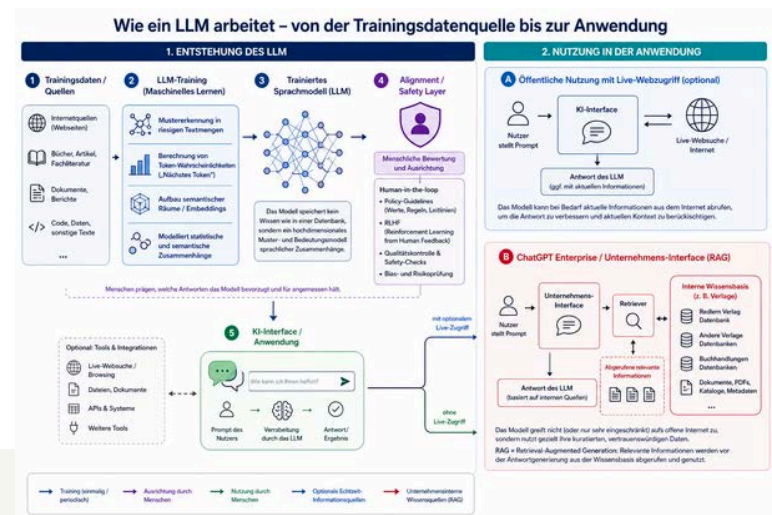 Wie ein LLM arbeitet – von der Trainingsdatenquelle bis zur Anwendung
1. ENTSTEHUNG DES LLM
1
Trainingsdaten /
Quellen
Internetquellen
(Webseiten)
Bücher, Artikel,
Fachliteratur
Dokumente,
Berichte
</>
Code, Daten,
sonstige Texte
...
2
LLM-Training
(Maschinelles Lernen)
Mustererkennung in
riesigen Textmengen
Berechnung von
Token-Wahrscheinlichkeiten
(„Nächstes Token")
Aufbau semantischer
Räume / Embeddings
Modelliert statistische
und semantische
Zusammenhänge
3
Trainiertes
Sprachmodell (LLM)
Das Modell speichert kein
Wissen wie in einer Datenbank,
sondern ein hochdimensionales
Muster- und Bedeutungsmodell
sprachlicher Zusammenhänge.
4
Alignment /
Safety Layer
Menschliche Bewertung
und Ausrichtung
Human-in-the-loop
• Policy-Guidelines
(Werte, Regeln, Leitlinien)
• RLHF
(Reinforcement Learning
from Human Feedback)
• Qualitätskontrolle &
Safety-Checks
• Bias- und Risikoprüfung
Menschen prägen, welche Antworten das Modell bevorzugt und für angemessen hält.
Optional: Tools & Integrationen
Live-Websuche /
Browsing
Dateien, Dokumente
APIs & Systeme
Weitere Tools
5
KI-Interface /
Anwendung
Wie kann ich Ihnen helfen?
Prompt des
Nutzers
Verrabeitung
durch das LLM
Antwort/
Ergebnis
mit optionalem
Live-Zugriff
ohne
Live-Zugriff
2. NUTZUNG IN DER ANWENDUNG
A
Öffentliche Nutzung mit Live-Webzugriff (optional)
Nutzer
stellt Prompt
KI-Interface
Live-Websuche /
Internet
Antwort des LLM
(ggf. mit aktuellen Informationen)
Das Modell kann bei Bedarf aktuelle Informationen aus dem Internet abrufen,
um die Antwort zu verbessern und aktuellen Kontext zu berückichtigen.
B
ChatGPT Enterprise / Unternehmens-Interface (RAG)
Nutzer
stellt Prompt
Unternehmens-
Interface
Retriever
Interne Wissensbasis
(z. B. Verlage)
Redlem Verlag
Datenbank
Andere Verlage
Datenbanken
Buchhandlungen
Datenbanken
Dokumente, PDFs,
Kataloge, Metadaten
...
Abgerufene relevante
Informationen
Antwort des LLM
(basiert auf internen Quellen)
Das Modell greift nicht (oder nur sehr eingeschränkt) aufs offene Internet zu,
sondern nutzt gezielt ihre kuratierten, vertrauenswürdigen Daten.
RAG = Retrieval-Augmented Generation: Relevante Informationen werden vor
der Antwortgenerierung aus der Wissensbasis abgerufen und genutzt.
Training (einmalig /
periodisch)
Ausrichtung durch
Menschen
Nutzung durch
Menschen
Optionale Echtzeit-
Informationsquellen
Unternehmensinterne
Wissensquellen (RAG)